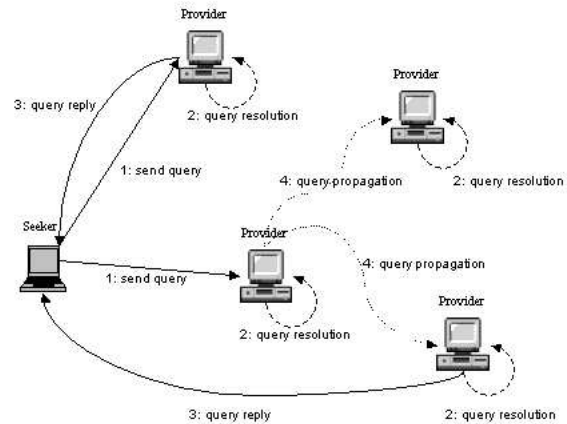 Provider
3: query reply
2: query resolution
1: send query
Provider
4: query propagation
2: query resolution
Seeker
Provider
1: send query
4: query propagation
2: query resolution
Provider
3: query reply
2: query resolution